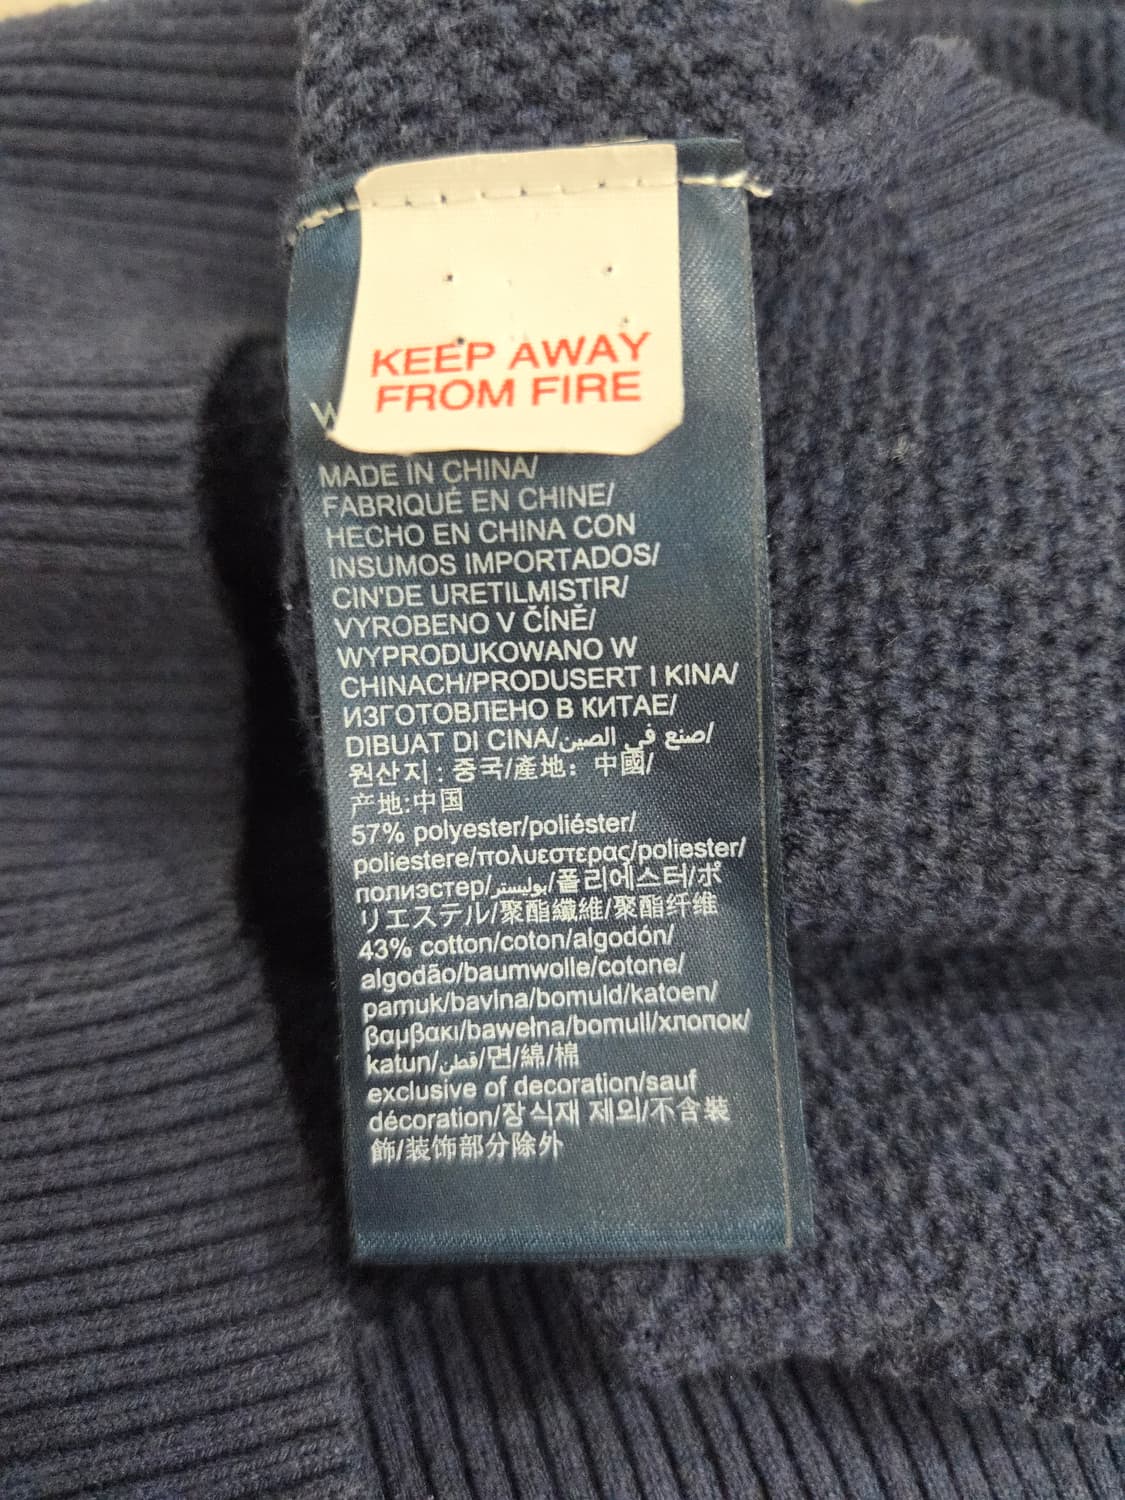 KEEP AWAY
FROM FIRE
MADE IN CHINA/
FABRIQUÉ EN CHINE/
HECHO EN CHINA CON
INSUMOS IMPORTADOS/
CIN'DE URETILMISTIR/
VYROBENO V ČÍNĚ/
WYPRODUKOWANO W
CHINACH/PRODUSERT I KINA/
ИЗГОТОВЛЕНО В КИТАЕ/
DIBUAT DI CINA/صنع في الصين/
원산지 : 중국/產地: 中國/
产地:中国
57% polyester/poliéster/
poliestere/πολυεστερας/poliester/
полиэстер/بوليستر/폴리에스터/ポ
リエステル/聚酯纖維/聚酯纤维
43% cotton/coton/algodón/
algodão/baumwolle/cotone/
pamuk/bavlna/bomuld/katoen/
βαμβακι/bawełna/bomull/хлопок/
katun/قطن/면/綿/棉
exclusive of decoration/sauf
décoration/장식재 제외/不含裝
飾/装饰部分除外